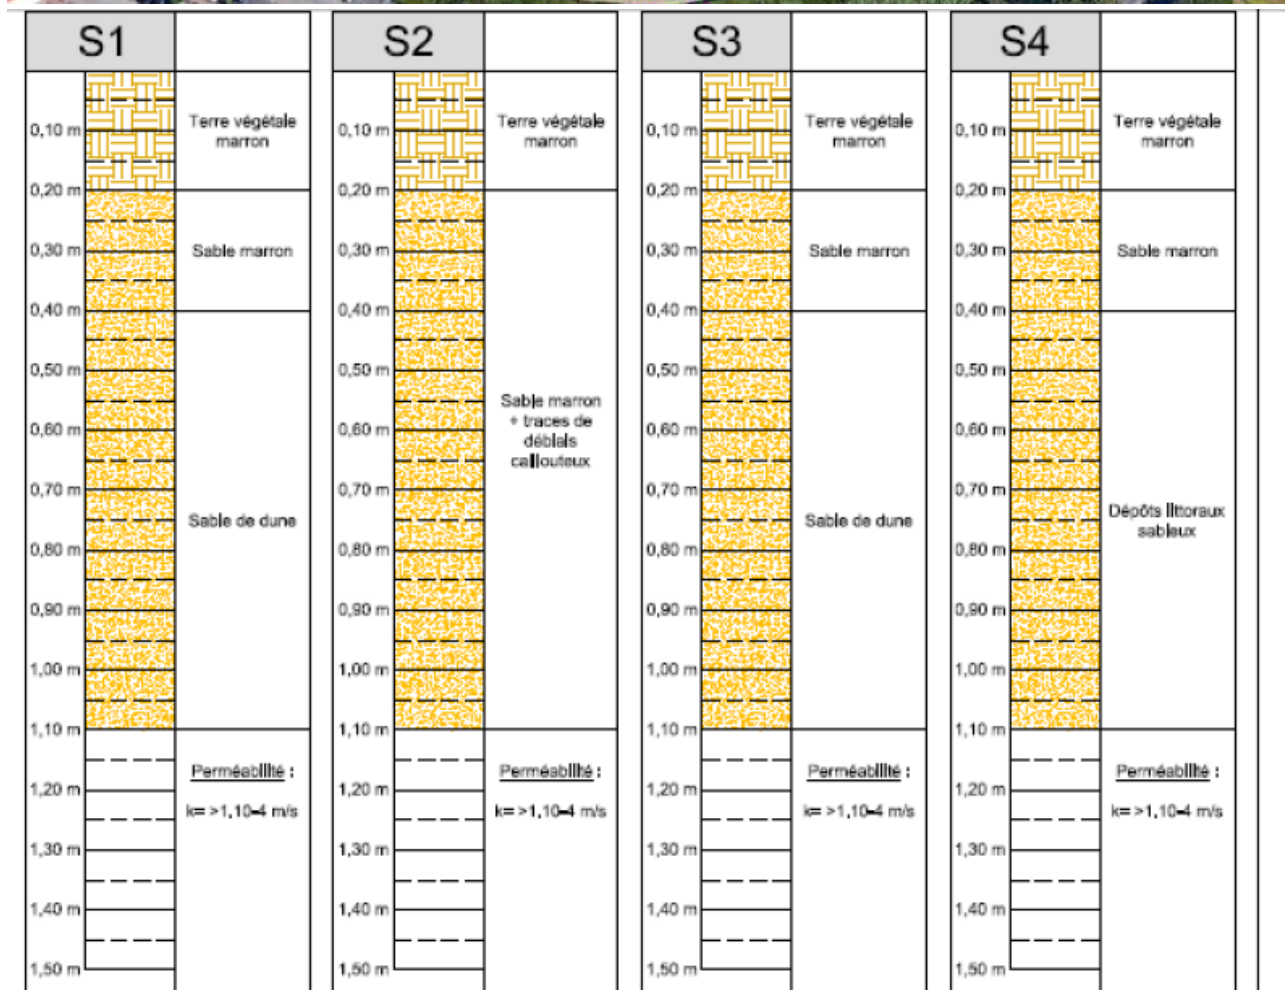 S1
0,10 m
0,20 m
0,30 m
0,40 m
0,50 m
0,60 m
0,70 m
0,80 m
0,90 m
1,00 m
1,10 m
1,20 m
1,30 m
1,40 m
1,50 m
Terre végétale
marron
Sable marron
Sable de dune
Perméabilité :
k= >1,10-4 m/s
S2
0,10 m
0,20 m
0,30 m
0,40 m
0,50 m
0,60 m
0,70 m
0,80 m
0,90 m
1,00 m
1,10 m
1,20 m
1,30 m
1,40 m
1,50 m
Terre végétale
marron
Sable marron
+ traces de
déblais
caillouteux
Perméabilité :
k= >1,10-4 m/s
S3
0,10 m
0,20 m
0,30 m
0,40 m
0,50 m
0,60 m
0,70 m
0,80 m
0,90 m
1,00 m
1,10 m
1,20 m
1,30 m
1,40 m
1,50 m
Terre végétale
marron
Sable marron
Sable de dune
Perméabilité :
k= >1,10-4 m/s
S4
0,10 m
0,20 m
0,30 m
0,40 m
0,50 m
0,60 m
0,70 m
0,80 m
0,90 m
1,00 m
1,10 m
1,20 m
1,30 m
1,40 m
1,50 m
Terre végétale
marron
Sable marron
Dépôts littoraux
sableux
Perméabilité :
k= >1,10-4 m/s